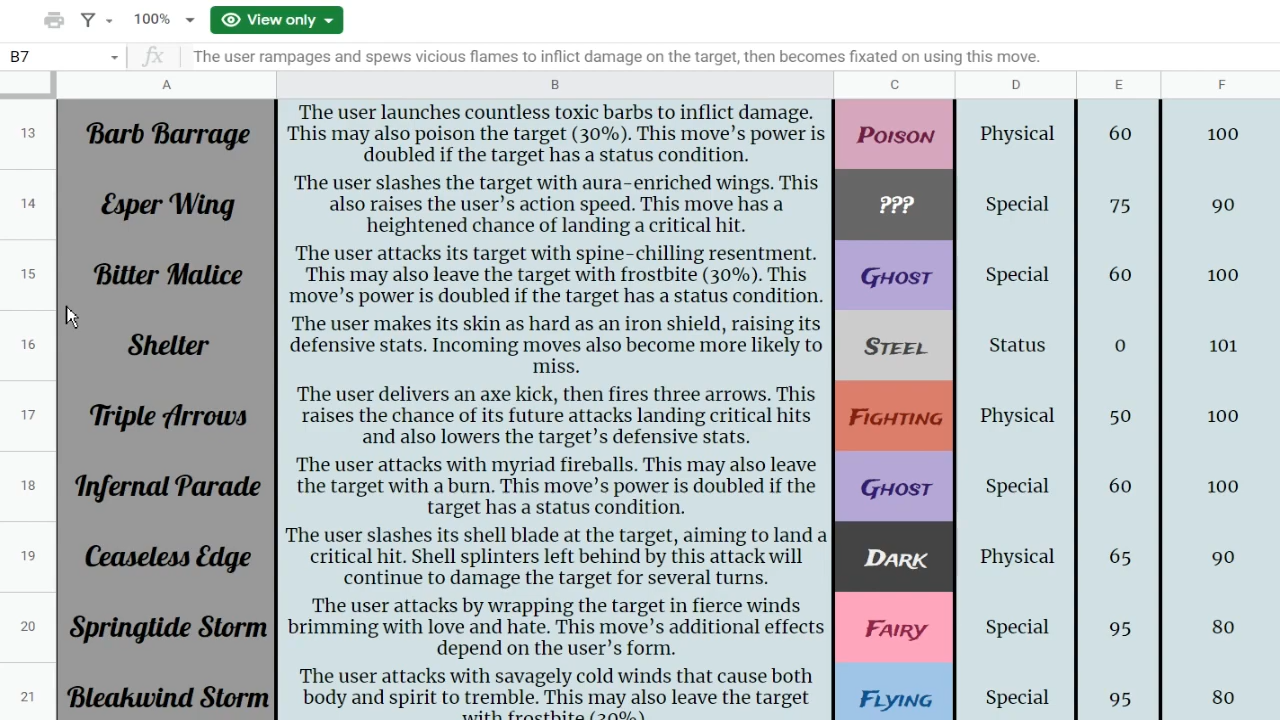 100%
View only
B7
fx
The user rampages and spews vicious flames to inflict damage on the target, then becomes fixated on using this move.
A B C D E F
13
Barb Barrage
The user launches countless toxic barbs to inflict damage.
This may also poison the target (30%). This move's power is
doubled if the target has a status condition.
Poison
Physical
60
100
14
Esper Wing
The user slashes the target with aura-enriched wings. This
also raises the user's action speed. This move has a
heightened chance of landing a critical hit.
???
Special
75
90
15
Bitter Malice
The user attacks its target with spine-chilling resentment.
This may also leave the target with frostbite (30%). This
move's power is doubled if the target has a status condition.
Ghost
Special
60
100
16
Shelter
The user makes its skin as hard as an iron shield, raising its
defensive stats. Incoming moves also become more likely to
miss.
Steel
Status
0
101
17
Triple Arrows
The user delivers an axe kick, then fires three arrows. This
raises the chance of its future attacks landing critical hits
and also lowers the target's defensive stats.
Fighting
Physical
50
100
18
Infernal Parade
The user attacks with myriad fireballs. This may also leave
the target with a burn. This move's power is doubled if the
target has a status condition.
Ghost
Special
60
100
19
Ceaseless Edge
The user slashes its shell blade at the target, aiming to land a
critical hit. Shell splinters left behind by this attack will
continue to damage the target for several turns.
Dark
Physical
65
90
20
Springtide Storm
The user attacks by wrapping the target in fierce winds
brimming with love and hate. This move's additional effects
depend on the user's form.
Fairy
Special
95
80
21
Bleakwind Storm
The user attacks with savagely cold winds that cause both
body and spirit to tremble. This may also leave the target
with frostbite (30%).
Flying
Special
95
80